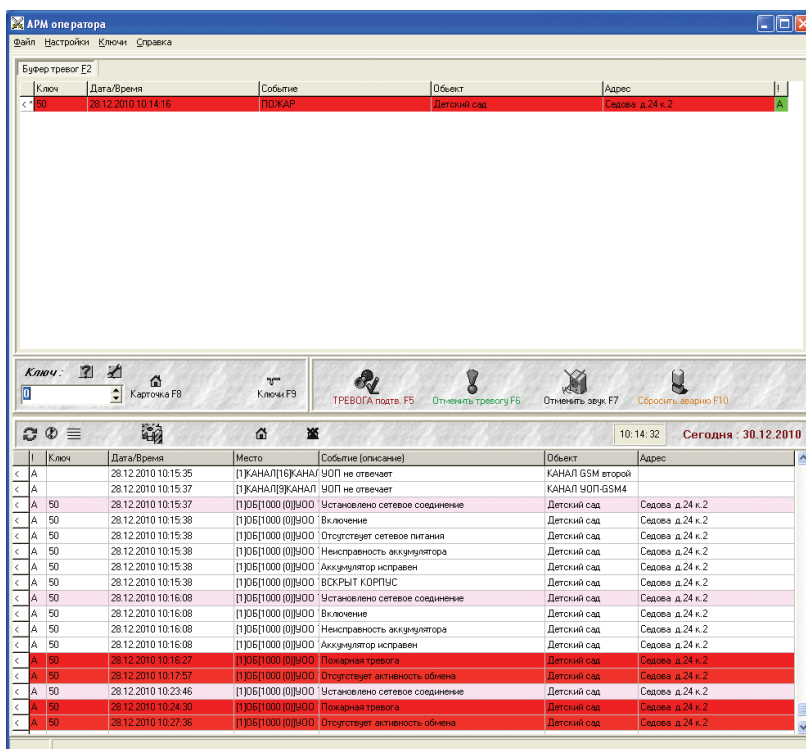 АРМ оператора
Файл Настройки Ключи Справка
Буфер тревог F2
Ключ Дата/Время Событие Объект Адрес !
< * 50 28.12.2010 10:14:16 ПОЖАР Детский сад Седова д.24 к.2 А
Ключ :
0 Карточка F8 Ключи F9 ТРЕВОГА подтв. F5 Отменить тревогу F6 Отменить звук F7 Сбросить аварию F10
10:14:32 Сегодня : 30.12.2010
! Ключ Дата/Время Место Событие (описание) Объект Адрес
< А 28.12.2010 10:15:35 [1]КАНАЛ[16]КАНАЛ УОП не отвечает КАНАЛ GSM второй
< А 28.12.2010 10:15:37 [1]КАНАЛ[9]КАНАЛ УОП не отвечает КАНАЛ УОП-GSM4
< А 50 28.12.2010 10:15:37 [1]ОБ[1000 (0)]УОО Установлено сетевое соединение Детский сад Седова д.24 к.2
< А 50 28.12.2010 10:15:38 [1]ОБ[1000 (0)]УОО Включение Детский сад Седова д.24 к.2
< А 50 28.12.2010 10:15:38 [1]ОБ[1000 (0)]УОО Отсутствует сетевое питания Детский сад Седова д.24 к.2
< А 50 28.12.2010 10:15:38 [1]ОБ[1000 (0)]УОО Неисправность аккумулятора Детский сад Седова д.24 к.2
< А 50 28.12.2010 10:15:38 [1]ОБ[1000 (0)]УОО Аккумулятор исправен Детский сад Седова д.24 к.2
< А 50 28.12.2010 10:15:38 [1]ОБ[1000 (0)]УОО ВСКРЫТ КОРПУС Детский сад Седова д.24 к.2
< А 50 28.12.2010 10:16:08 [1]ОБ[1000 (0)]УОО Установлено сетевое соединение Детский сад Седова д.24 к.2
< А 50 28.12.2010 10:16:08 [1]ОБ[1000 (0)]УОО Включение Детский сад Седова д.24 к.2
< А 50 28.12.2010 10:16:08 [1]ОБ[1000 (0)]УОО Неисправность аккумулятора Детский сад Седова д.24 к.2
< А 50 28.12.2010 10:16:08 [1]ОБ[1000 (0)]УОО Аккумулятор исправен Детский сад Седова д.24 к.2
< А 50 28.12.2010 10:16:27 [1]ОБ[1000 (0)]УОО Пожарная тревога Детский сад Седова д.24 к.2
< А 50 28.12.2010 10:17:57 [1]ОБ[1000 (0)]УОО Отсутствует активность обмена Детский сад Седова д.24 к.2
< А 50 28.12.2010 10:23:46 [1]ОБ[1000 (0)]УОО Установлено сетевое соединение Детский сад Седова д.24 к.2
< А 50 28.12.2010 10:24:30 [1]ОБ[1000 (0)]УОО Пожарная тревога Детский сад Седова д.24 к.2
< А 50 28.12.2010 10:27:36 [1]ОБ[1000 (0)]УОО Отсутствует активность обмена Детский сад Седова д.24 к.2